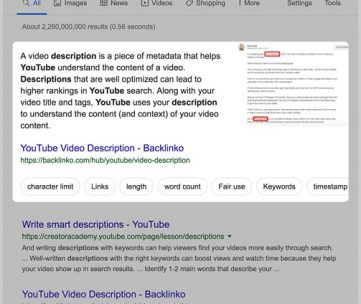 All Images News Videos Shopping More Settings Tools
About 2,260,000,000 results (0.56 seconds)
A video description is a piece of metadata that helps
YouTube understand the content of a video.
Descriptions that are well optimized can lead to
higher rankings in YouTube search. Along with your
video title and tags, YouTube uses your description
to understand the content (and context) of your video
content.
YouTube Video Description - Backlinko
https://backlinko.com/hub/youtube/video-description
character limit Links length word count Fair use Keywords timestamp
Write smart descriptions - YouTube
https://creatoracademy.youtube.com/page/lesson/descriptions
And writing descriptions with keywords can help viewers find your videos more easily through search.
... Well-written descriptions with the right keywords can boost views and watch time because they help
your video show up in search results. ... Identify 1-2 main words that describe your ...
YouTube Video Description - Backlinko